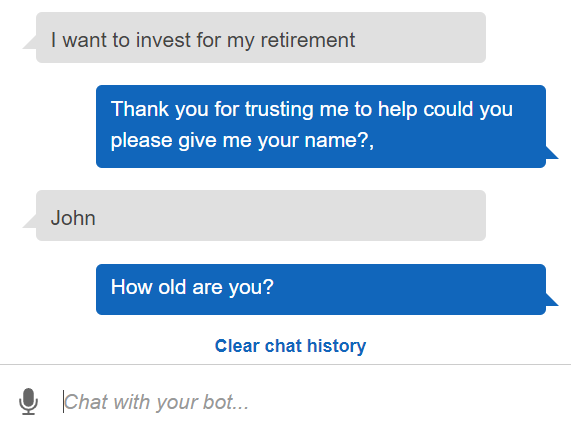 I want to invest for my retirement
Thank you for trusting me to help could you
please give me your name?,
John
How old are you?
Clear chat history
Chat with your bot...